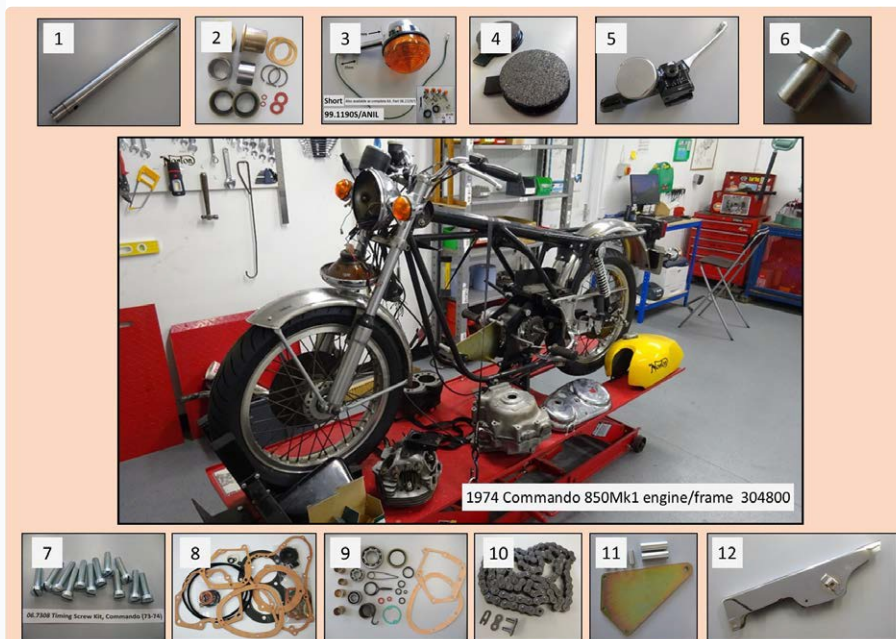 1
2
3
4
5
6
Short
99.1190S/ANIL
Norton
Norton
1974 Commando 850Mk1 engine/frame 304800
7
8
9
10
11
12
06.7308 Timing Screw Kit, Commando (73-74)